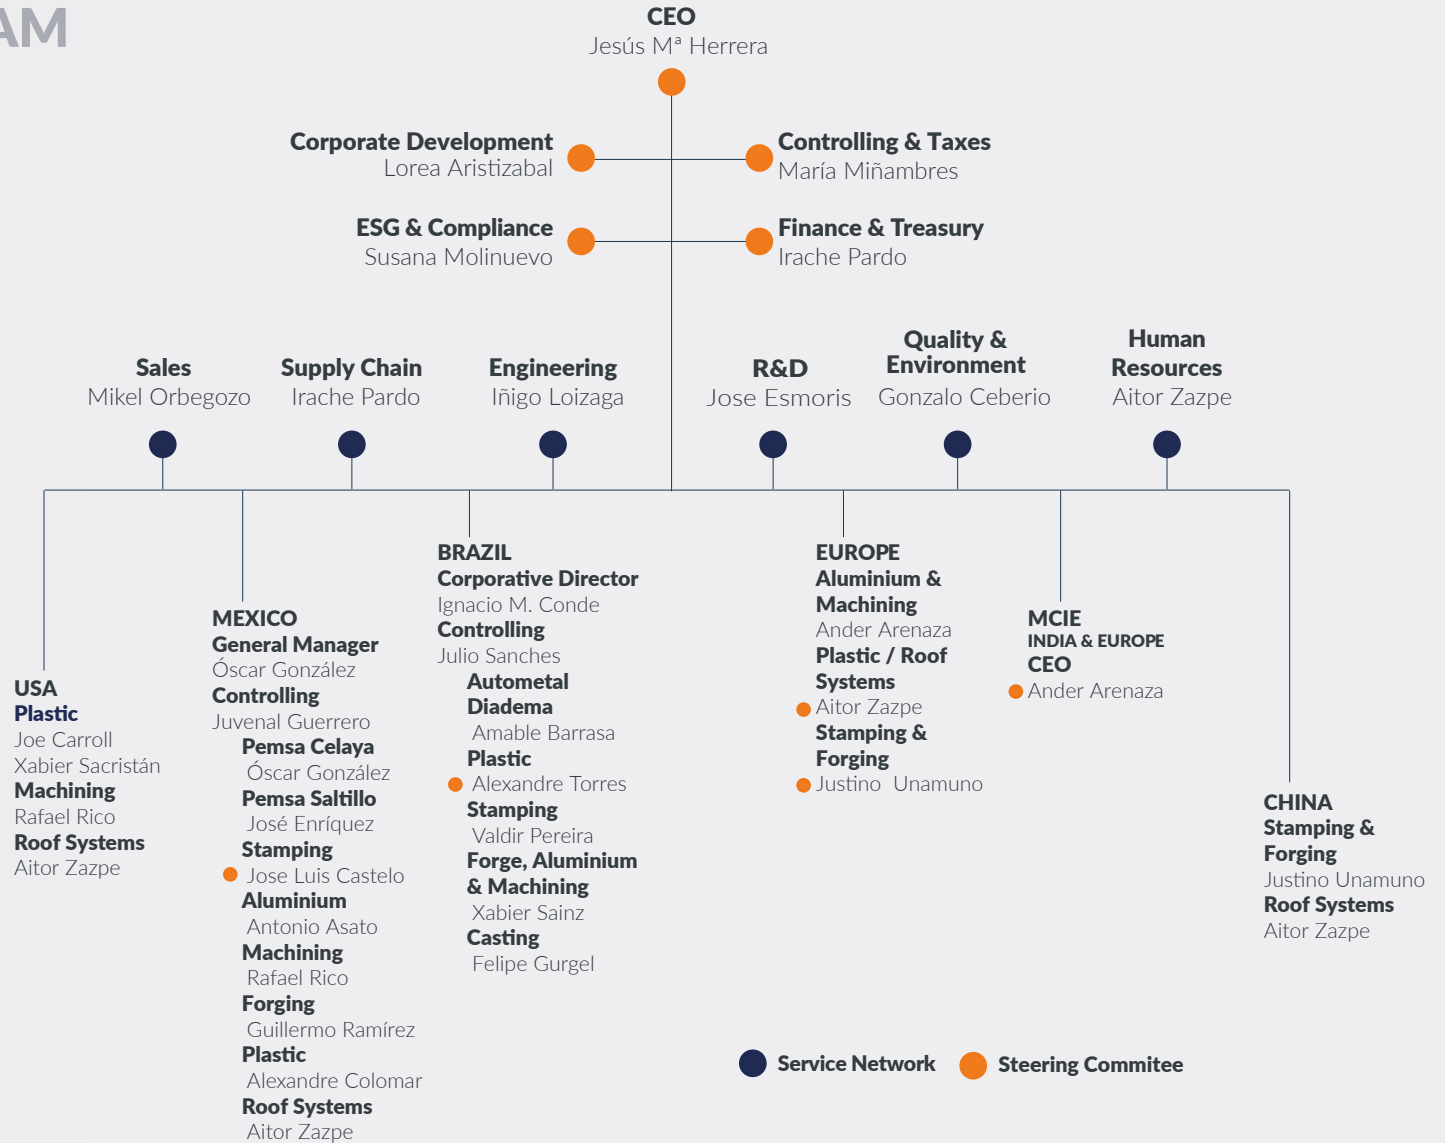 AM
CEO
Jesús Mª Herrera
Corporate Development
Lorea Aristizabal
Controlling & Taxes
María Miñambres
ESG & Compliance
Susana Molinuevo
Finance & Treasury
Irache Pardo
Sales
Mikel Orbegozo
Supply Chain
Irache Pardo
Engineering
Iñigo Loizaga
R&D
Jose Esmoris
Quality &
Environment
Gonzalo Ceberio
Human
Resources
Aitor Zazpe
USA
Plastic
Joe Carroll
Xabier Sacristán
Machining
Rafael Rico
Roof Systems
Aitor Zazpe
MEXICO
General Manager
Óscar González
Controlling
Juvenal Guerrero
Pemsa Celaya
Óscar González
Pemsa Saltillo
José Enríquez
Stamping
Jose Luis Castelo
Aluminium
Antonio Asato
Machining
Rafael Rico
Forging
Guillermo Ramírez
Plastic
Alexandre Colomar
Roof Systems
Aitor Zazpe
BRAZIL
Corporative Director
Ignacio M. Conde
Controlling
Julio Sanches
Autometal
Diadema
Amable Barrasa
Plastic
Alexandre Torres
Stamping
Valdir Pereira
Forge, Aluminium
& Machining
Xabier Sainz
Casting
Felipe Gurgel
EUROPE
Aluminium &
Machining
Ander Arenaza
Plastic / Roof
Systems
Aitor Zazpe
Stamping &
Forging
Justino Unamuno
MCIE
INDIA & EUROPE
CEO
Ander Arenaza
CHINA
Stamping &
Forging
Justino Unamuno
Roof Systems
Aitor Zazpe
Service Network
Steering Commitee